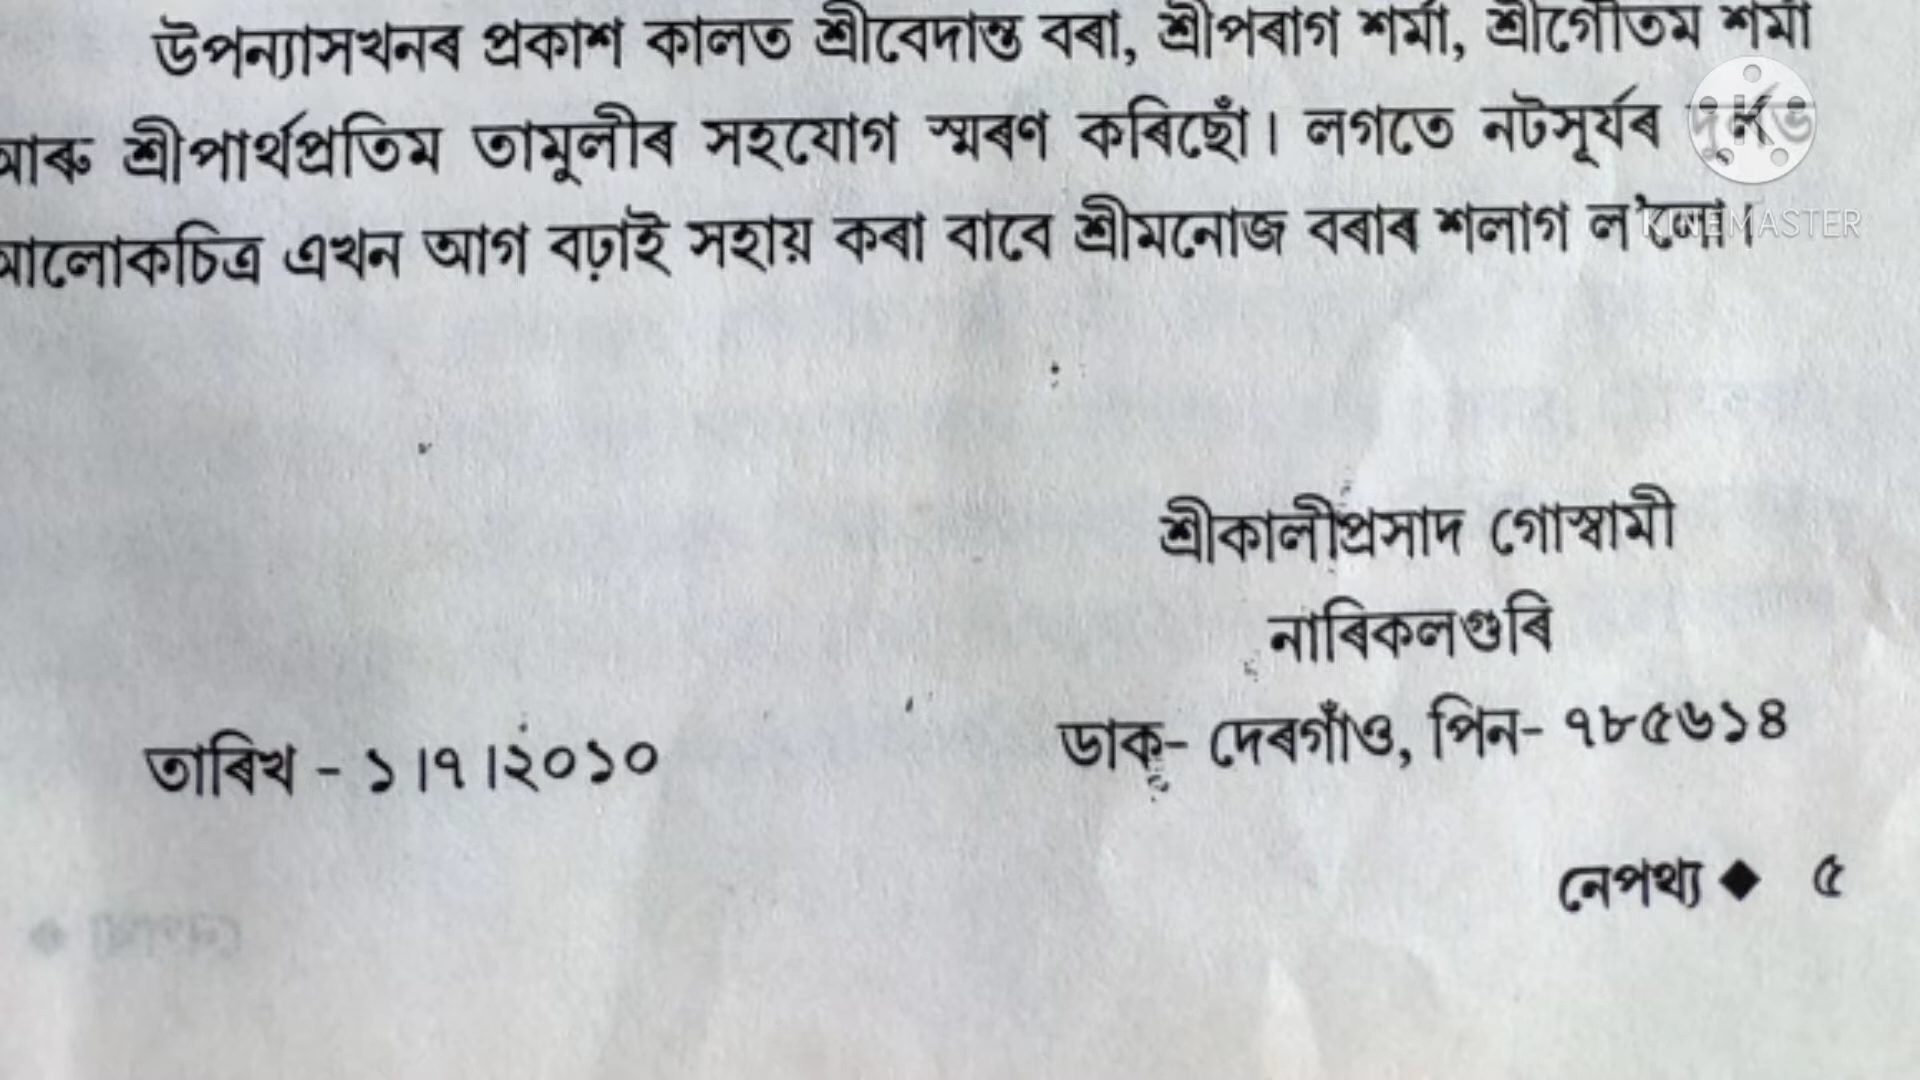 উপন্যাসখনৰ প্ৰকাশ কালত শ্ৰীবেদান্ত বৰা, শ্ৰীপৰাগ শৰ্মা, শ্ৰীগৌতম শৰ্মা
আৰু শ্ৰীপাৰ্থপ্ৰতিম তামুলীৰ সহযোগ স্মৰণ কৰিছোঁ। লগতে নটসূৰ্যৰ
আলোকচিত্ৰ এখন আগ বঢ়াই সহায় কৰা বাবে শ্ৰীমনোজ বৰাৰ শলাগ ল'লো।
KINEMASTER
শ্ৰীকালীপ্ৰসাদ গোস্বামী
নাৰিকলগুৰি
তাৰিখ - ১।৭।২০১০
ডাক- দেৰগাঁও, পিন- ৭৮৫৬১৪
নেপথ্য ◆ ৫